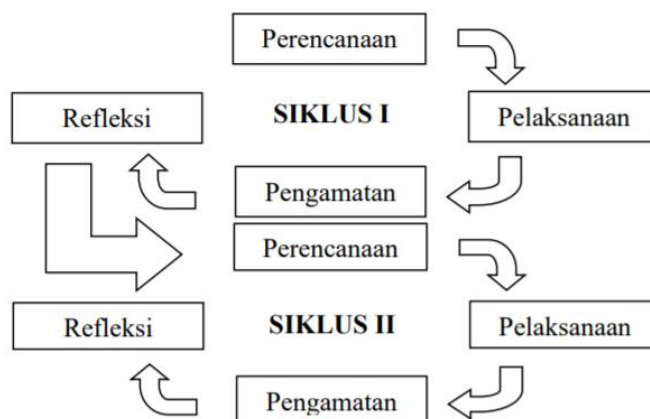 Perencanaan
Refleksi
SIKLUS I
Pelaksanaan
Pengamatan
Perencanaan
Refleksi
SIKLUS II
Pelaksanaan
Pengamatan